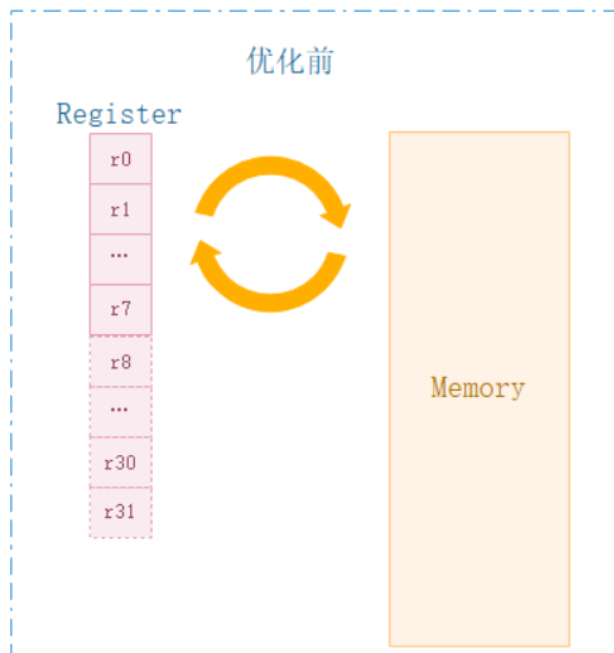 优化前
Register
r0
r1
…
r7
r8
…
r30
r31
Memory